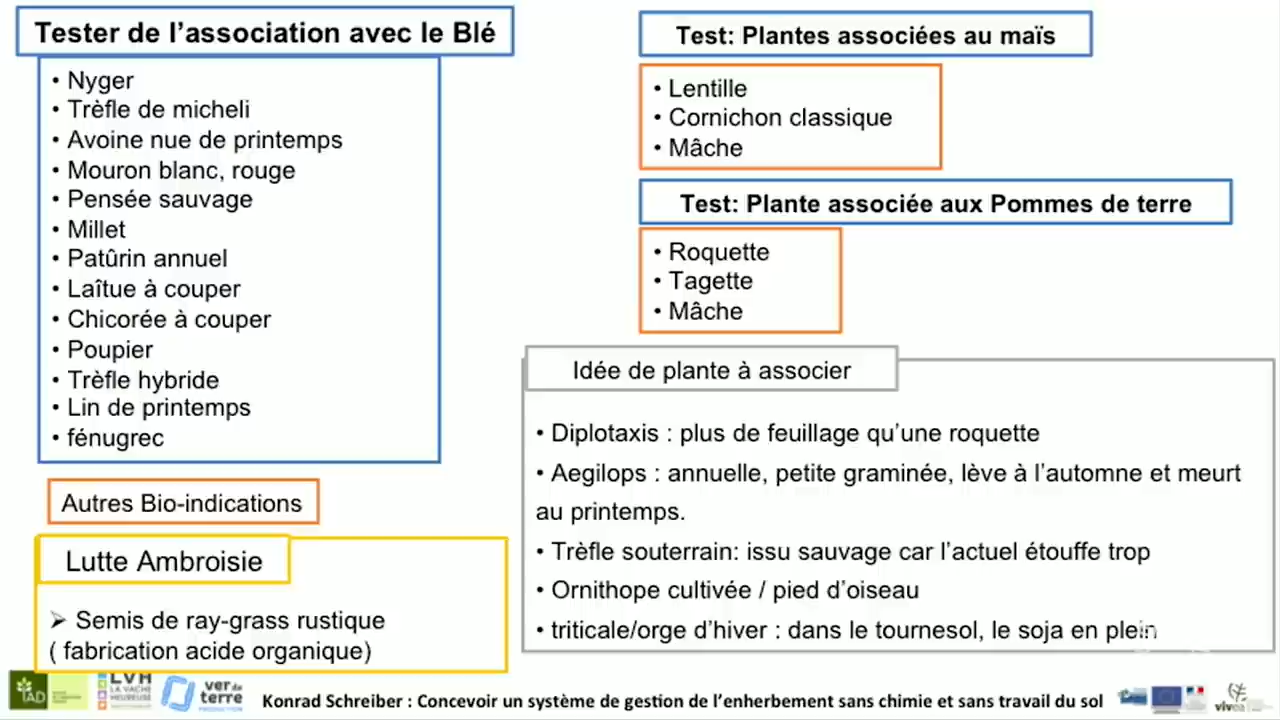 Tester de l'association avec le Blé
• Nyger
• Trèfle de micheli
• Avoine nue de printemps
• Mouron blanc, rouge
• Pensée sauvage
• Millet
• Patûrin annuel
• Laîtue à couper
• Chicorée à couper
• Poupier
• Trèfle hybride
• Lin de printemps
• fénugrec
Autres Bio-indications
Lutte Ambroisie
➢ Semis de ray-grass rustique
( fabrication acide organique)
Test: Plantes associées au maïs
• Lentille
• Cornichon classique
• Mâche
Test: Plante associée aux Pommes de terre
• Roquette
• Tagette
• Mâche
Idée de plante à associer
• Diplotaxis : plus de feuillage qu'une roquette
• Aegilops : annuelle, petite graminée, lève à l'automne et meurt
au printemps.
• Trèfle souterrain: issu sauvage car l'actuel étouffe trop
• Ornithope cultivée / pied d'oiseau
• triticale/orge d'hiver : dans le tournesol, le soja en plein
IAD
LVH
LA VACHE
HEUREUSE
ver de
terre
PRODUCTION
Konrad Schreiber : Concevoir un système de gestion de l'enherbement sans chimie et sans travail du sol
vivea